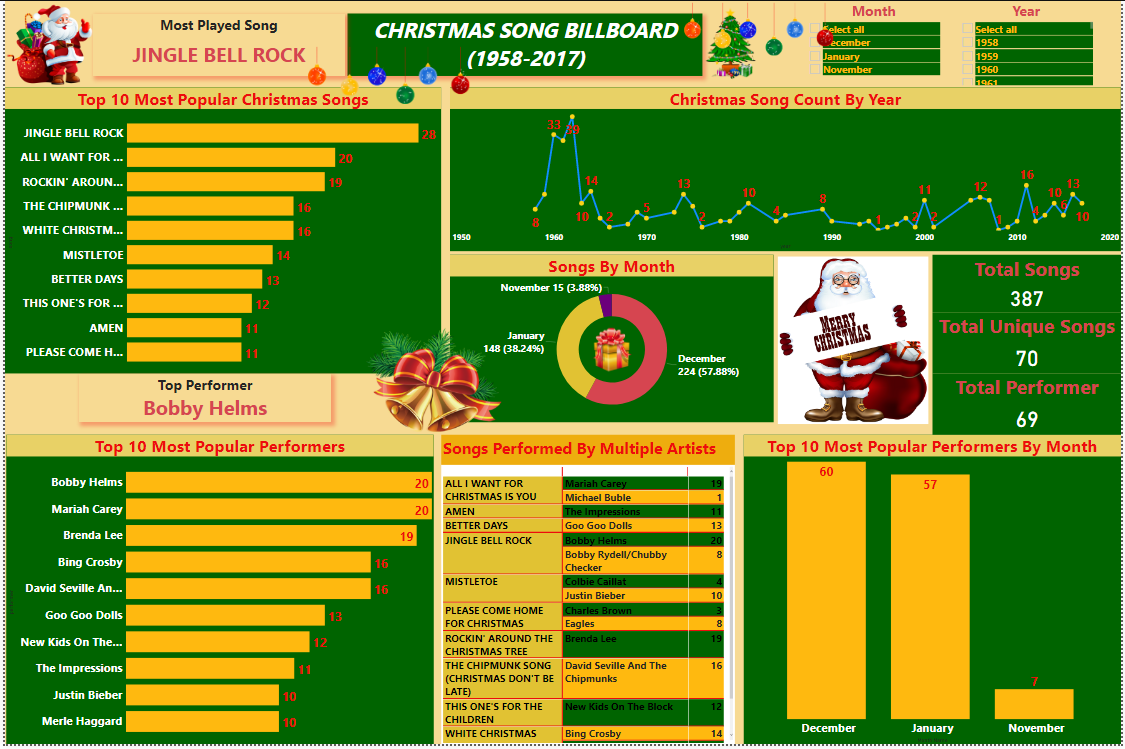 Most Played Song
JINGLE BELL ROCK
CHRISTMAS SONG BILLBOARD
(1958-2017)
Month
Select all
December
January
November
Year
Select all
1958
1959
1960
1961
Top 10 Most Popular Christmas Songs
JINGLE BELL ROCK 28
ALL I WANT FOR ... 20
ROCKIN' AROUN... 19
THE CHIPMUNK ... 16
WHITE CHRISTM... 16
MISTLETOE 14
BETTER DAYS 13
THIS ONE'S FOR ... 12
AMEN 11
PLEASE COME H... 11
Christmas Song Count By Year
8 33 39 10 14 2 5 13 2 10 4 8 1 2 11 2 12 1 16 4 10 6 13 10
1950 1960 1970 1980 1990 2000 2010 2020
Songs By Month
November 15 (3.88%)
January
148 (38.24%)
December
224 (57.88%)
MERRY
CHRISTMAS
Total Songs
387
Total Unique Songs
70
Total Performer
69
Top Performer
Bobby Helms
Top 10 Most Popular Performers
Bobby Helms 20
Mariah Carey 20
Brenda Lee 19
Bing Crosby 16
David Seville An... 16
Goo Goo Dolls 13
New Kids On The... 12
The Impressions 11
Justin Bieber 10
Merle Haggard 10
Songs Performed By Multiple Artists
ALL I WANT FOR Mariah Carey 19
CHRISTMAS IS YOU Michael Buble 1
AMEN The Impressions 11
BETTER DAYS Goo Goo Dolls 13
JINGLE BELL ROCK Bobby Helms 20
Bobby Rydell/Chubby 8
Checker
MISTLETOE Colbie Caillat 4
Justin Bieber 10
PLEASE COME HOME Charles Brown 3
FOR CHRISTMAS Eagles 8
ROCKIN' AROUND THE Brenda Lee 19
CHRISTMAS TREE
THE CHIPMUNK SONG David Seville And The 16
(CHRISTMAS DON'T BE Chipmunks
LATE)
THIS ONE'S FOR THE New Kids On The Block 12
CHILDREN
WHITE CHRISTMAS Bing Crosby 14
Top 10 Most Popular Performers By Month
60
57
7
December January November